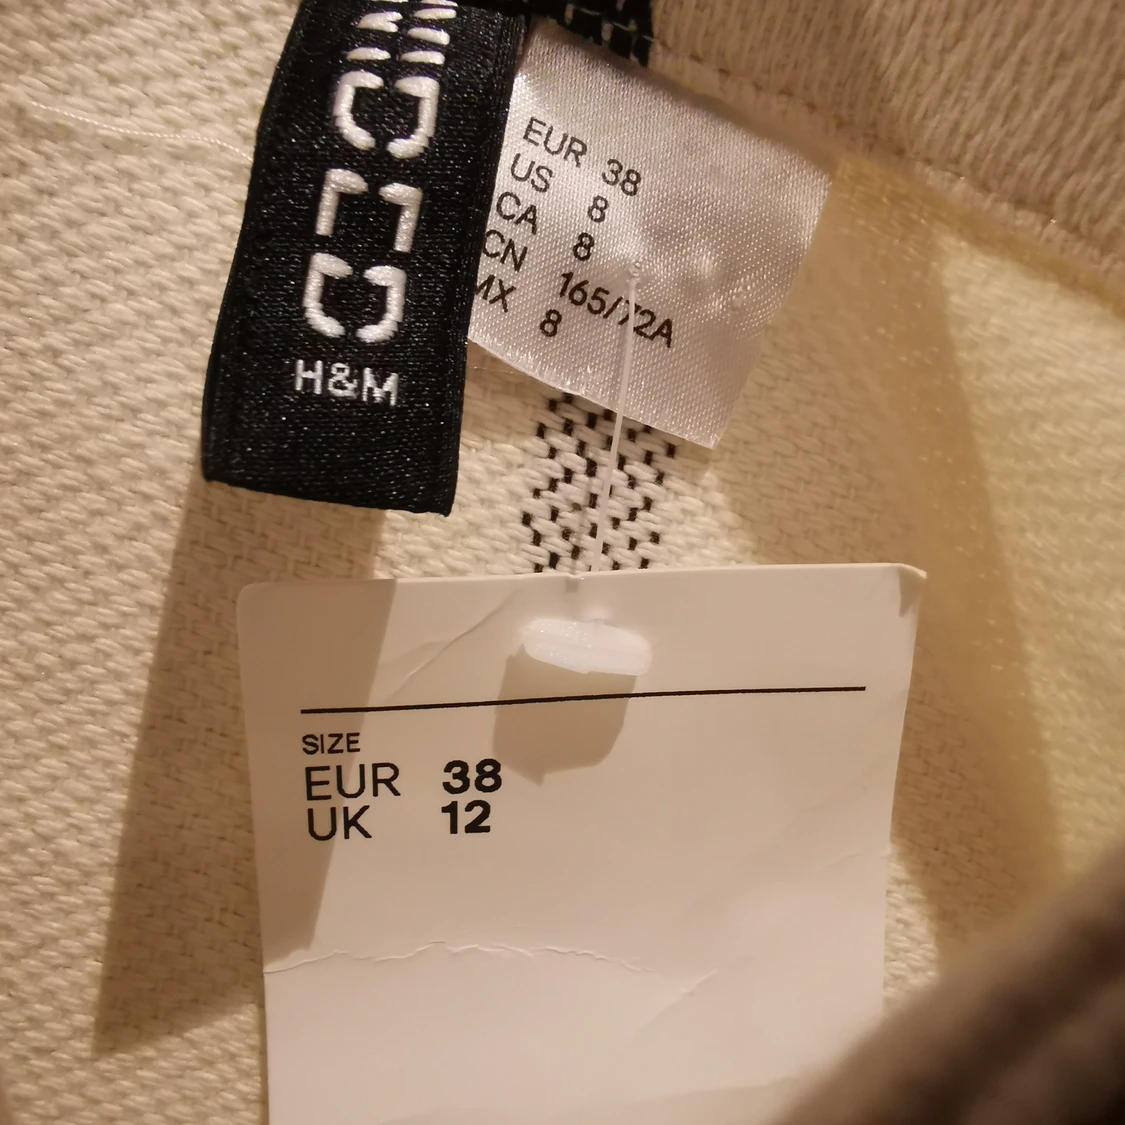 H&M
EUR 38
US 8
CA 8
CN 165/72A
MX 8
SIZE
EUR 38
UK 12